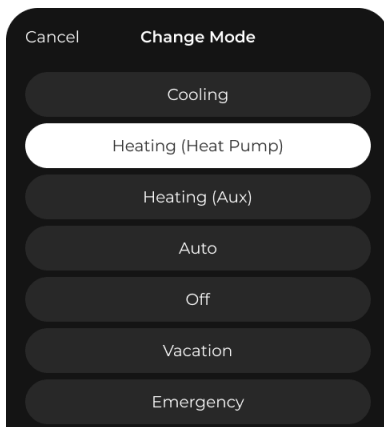 Cancel Change Mode
Cooling
Heating (Heat Pump)
Heating (Aux)
Auto
Off
Vacation
Emergency